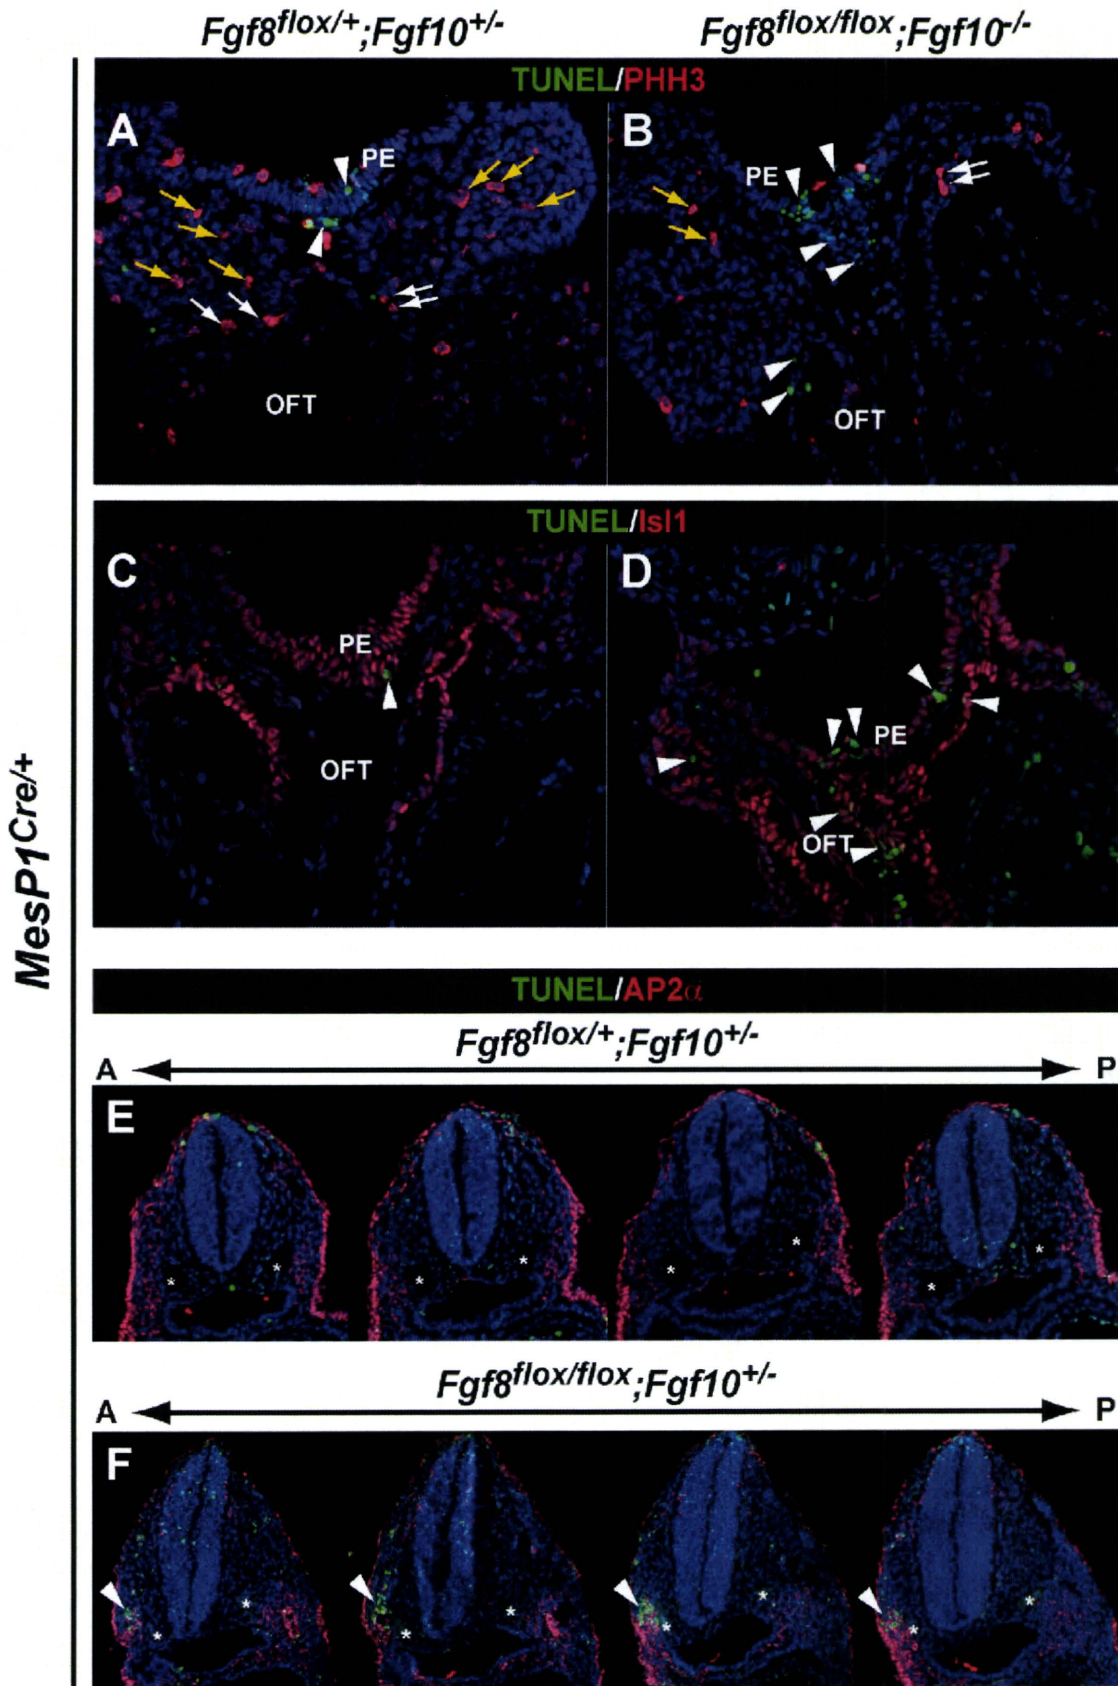 Fgf8flox/+;Fgf10+/- Fgf8flox/flox;Fgf10-/-
TUNEL/PHH3
A PE OFT
B PE OFT
TUNEL/Isl1
C PE OFT
D PE OFT
MesP1Cre/+
TUNEL/AP2α
Fgf8flox/+;Fgf10+/-
A P
E
* * * * * * * *
Fgf8flox/flox;Fgf10+/-
A P
F
* * * * * * * *